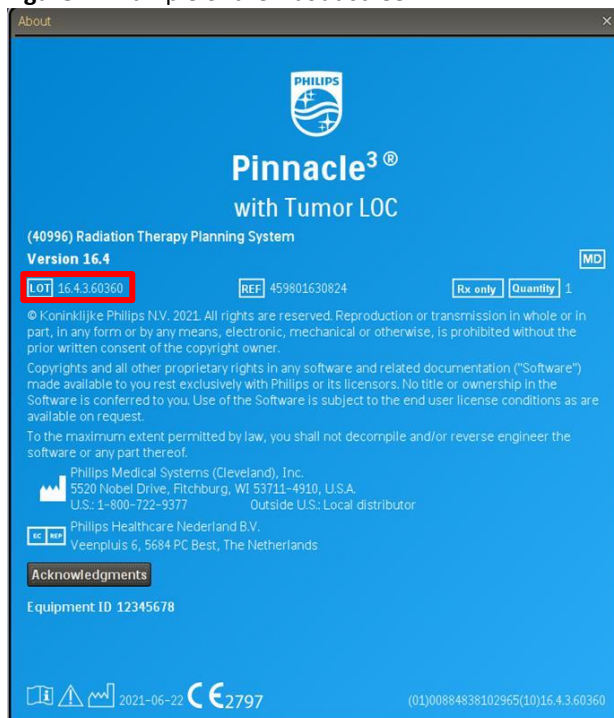 About
PHILIPS
Pinnacle³ ®
with Tumor LOC
(40996) Radiation Therapy Planning System
Version 16.4
MD
LOT 16.4.3.60360 REF 459801630824 Rx only Quantity 1
© Koninklijke Philips N.V. 2021. All rights are reserved. Reproduction or transmission in whole or in
part, in any form or by any means, electronic, mechanical or otherwise, is prohibited without the
prior written consent of the copyright owner.
Copyrights and all other proprietary rights in any software and related documentation ("Software")
made available to you rest exclusively with Philips or its licensors. No title or ownership in the
Software is conferred to you. Use of the Software is subject to the end user license conditions as are
available on request.
To the maximum extent permitted by law, you shall not decompile and/or reverse engineer the
software or any part thereof.
Philips Medical Systems (Cleveland), Inc.
5520 Nobel Drive, Fitchburg, WI 53711-4910, U.S.A.
U.S.: 1-800-722-9377 Outside U.S.: Local distributor
EC REP Philips Healthcare Nederland B.V.
Veenpluis 6, 5684 PC Best, The Netherlands
Acknowledgments
Equipment ID 12345678
2021-06-22 CE2797 (01)00884838102965(10)16.4.3.60360